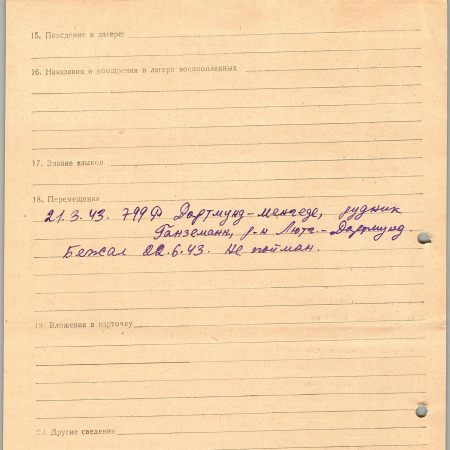 15. Поведение в лагере:
16. Наказания и поощрения в лагере военнопленных
17. Знание языков
18. Перемещения
21.3.43. 799 Ф Дортмунд-Менгеде, рудник
Ганземанн, р-н Лютг.-Дортмунд.
Бежал 22.6.43. Не пойман.
19. Вложения в карточку
20. Другие сведения